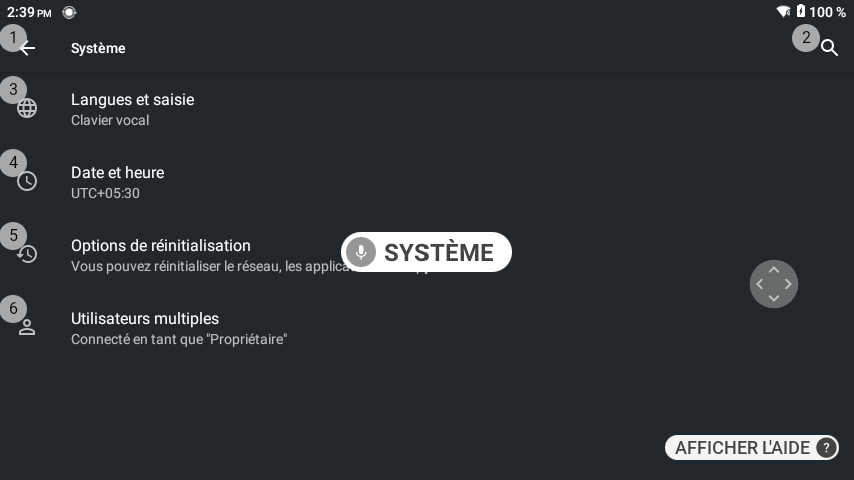 2:39 PM
100 %
1
Système
2
3
Langues et saisie
Clavier vocal
4
Date et heure
UTC+05:30
5
Options de réinitialisation
Vous pouvez réinitialiser le réseau, les applica
SYSTÈME
6
Utilisateurs multiples
Connecté en tant que "Propriétaire"
AFFICHER L'AIDE ?